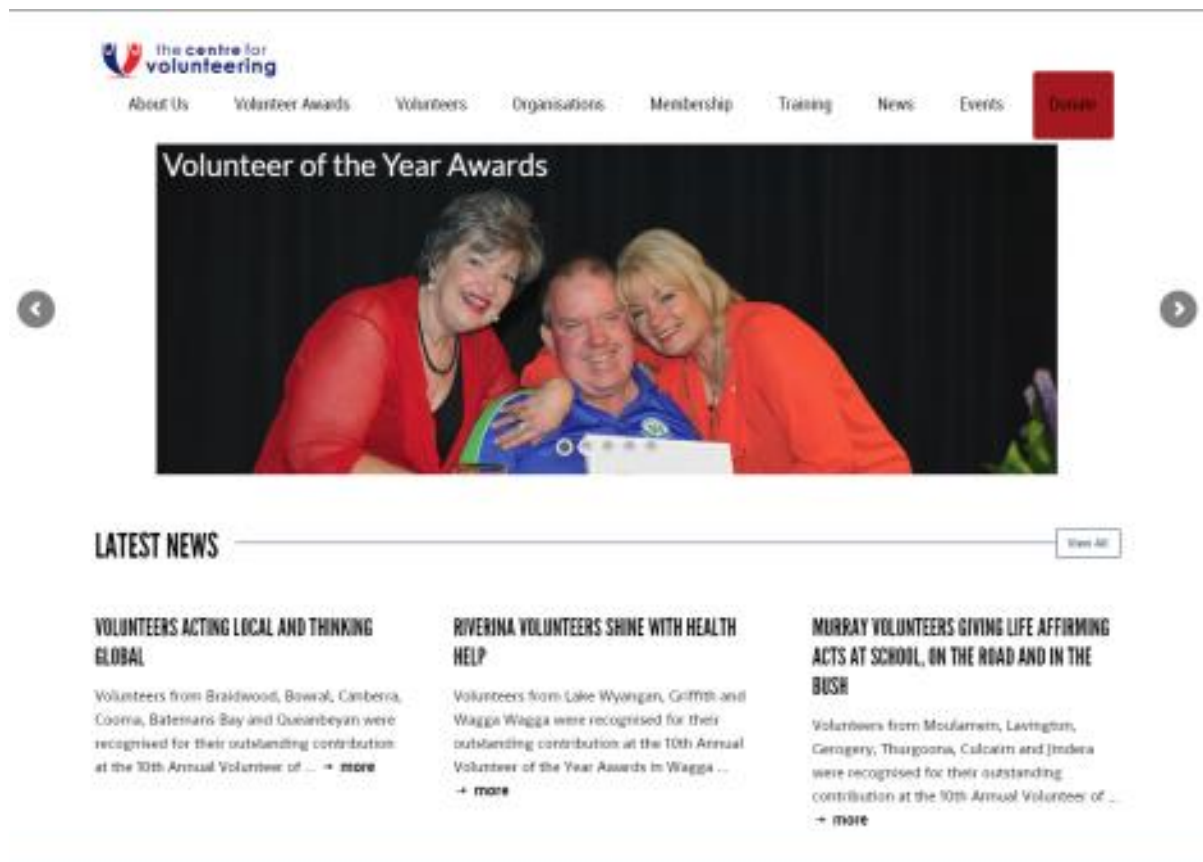 the centre for
volunteering
About Us Volunteer Awards Volunteers Organisations Membership Training News Events Donate
Volunteer of the Year Awards
LATEST NEWS
View All
VOLUNTEERS ACTING LOCAL AND THINKING
GLOBAL
Volunteers from Braidwood, Bowral, Canberra,
Cooma, Batemans Bay and Queanbeyan were
recognised for their outstanding contribution
at the 10th Annual Volunteer of ... → more
RIVERINA VOLUNTEERS SHINE WITH HEALTH
HELP
Volunteers from Lake Wyangan, Griffith and
Wagga Wagga were recognised for their
outstanding contribution at the 10th Annual
Volunteer of the Year Awards in Wagga ...
→ more
MURRAY VOLUNTEERS GIVING LIFE AFFIRMING
ACTS AT SCHOOL, ON THE ROAD AND IN THE
BUSH
Volunteers from Moulamein, Lavington,
Gerogery, Thurgoona, Culcairn and Jindera
were recognised for their outstanding
contribution at the 10th Annual Volunteer of ...
→ more